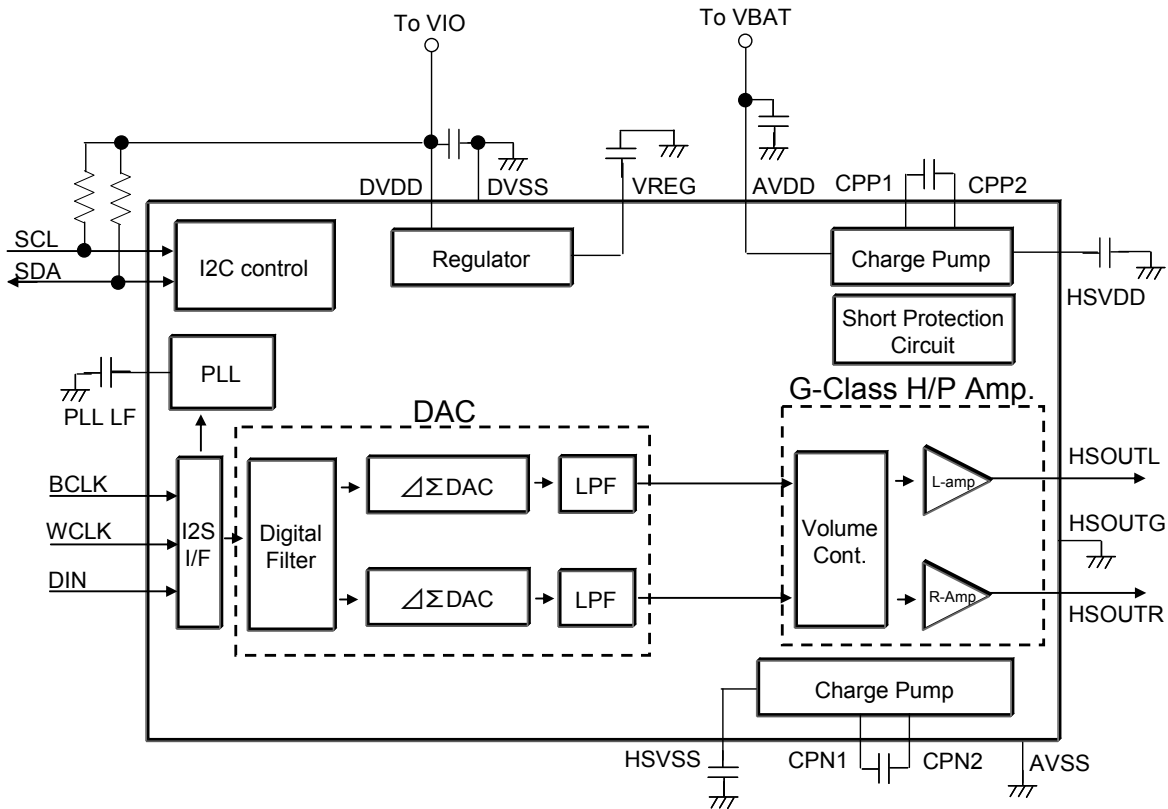 To VIO
To VBAT
DVDD
DVSS
VREG
AVDD
CPP1
CPP2
SCL
SDA
I2C control
Regulator
Charge Pump
HSVDD
Short Protection
Circuit
PLL
PLL LF
DAC
G-Class H/P Amp.
BCLK
WCLK
DIN
I2S
I/F
Digital
Filter
⊿ΣDAC
LPF
⊿ΣDAC
LPF
Volume
Cont.
L-amp
R-Amp
HSOUTL
HSOUTG
HSOUTR
Charge Pump
HSVSS
CPN1
CPN2
AVSS